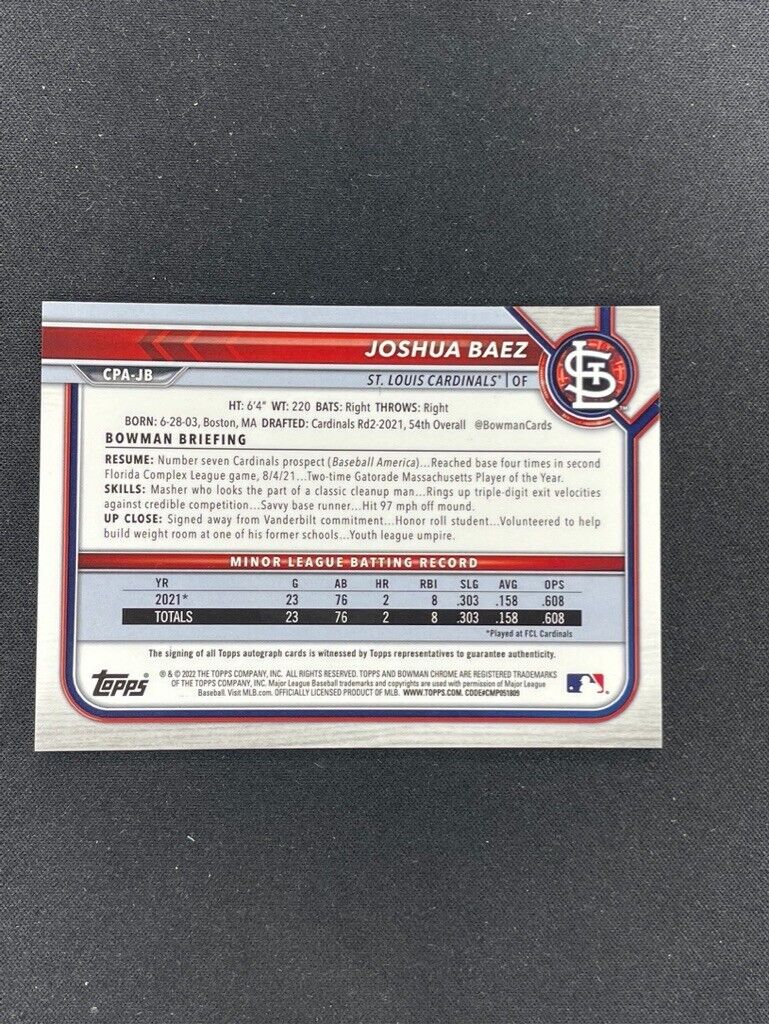 JOSHUA BAEZ
CPA-JB
ST. LOUIS CARDINALS® | OF
STL
TM
HT: 6'4" WT: 220 BATS: Right THROWS: Right
BORN: 6-28-03, Boston, MA DRAFTED: Cardinals Rd2-2021, 54th Overall @BowmanCards
BOWMAN BRIEFING
RESUME: Number seven Cardinals prospect (Baseball America)...Reached base four times in second
Florida Complex League game, 8/4/21...Two-time Gatorade Massachusetts Player of the Year.
SKILLS: Masher who looks the part of a classic cleanup man...Rings up triple-digit exit velocities
against credible competition...Savvy base runner...Hit 97 mph off mound.
UP CLOSE: Signed away from Vanderbilt commitment...Honor roll student...Volunteered to help
build weight room at one of his former schools...Youth league umpire.
MINOR LEAGUE BATTING RECORD
YR G AB HR RBI SLG AVG OPS
2021* 23 76 2 8 .303 .158 .608
TOTALS 23 76 2 8 .303 .158 .608
*Played at FCL Cardinals
The signing of all Topps autograph cards is witnessed by Topps representatives to guarantee authenticity.
Topps®
® & © 2022 THE TOPPS COMPANY, INC. ALL RIGHTS RESERVED. TOPPS AND BOWMAN CHROME ARE REGISTERED TRADEMARKS
OF THE TOPPS COMPANY, INC. Major League Baseball trademarks and copyrights are used with permission of Major League
Baseball. Visit MLB.com. OFFICIALLY LICENSED PRODUCT OF MLB. WWW.TOPPS.COM. CODE#CMP051809